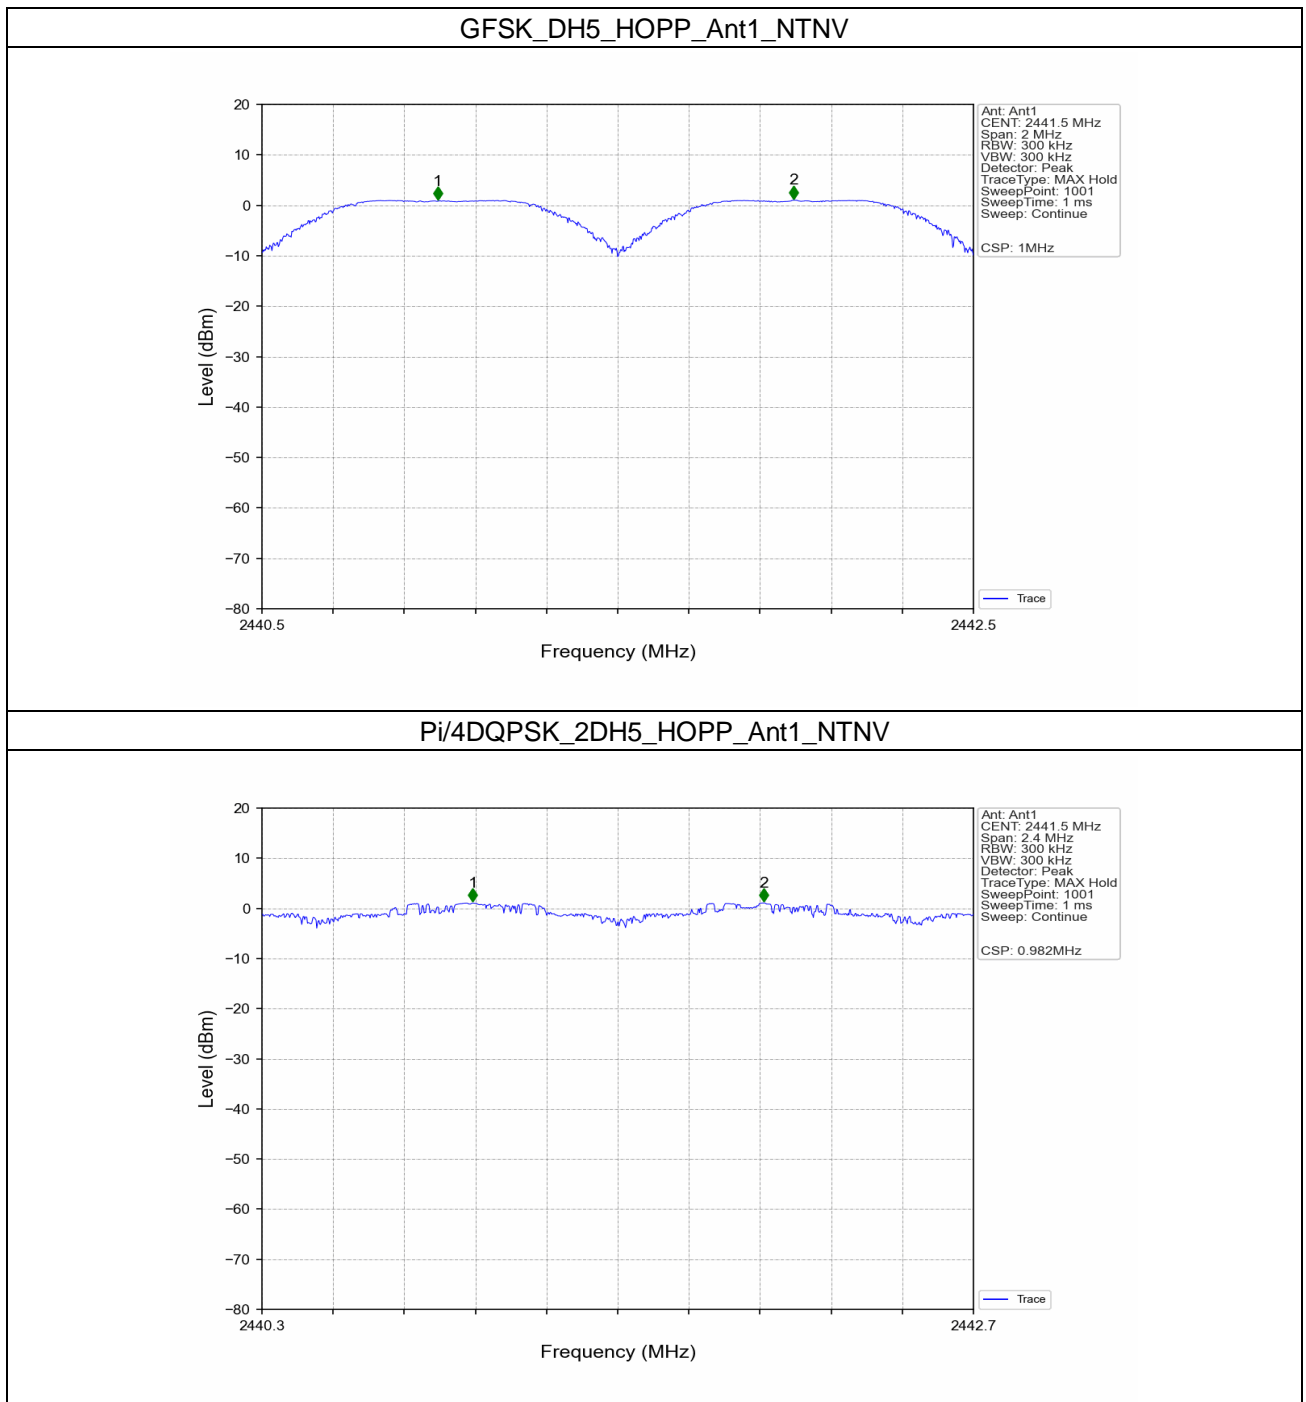 GFSK_DH5_HOPP_Ant1_NTNV
20
10
0
−10
−20
−30
−40
−50
−60
−70
−80
Level (dBm)
1
2
Ant: Ant1
CENT: 2441.5 MHz
Span: 2 MHz
RBW: 300 kHz
VBW: 300 kHz
Detector: Peak
TraceType: MAX Hold
SweepPoint: 1001
SweepTime: 1 ms
Sweep: Continue
CSP: 1MHz
Trace
2440.5
2442.5
Frequency (MHz)
Pi/4DQPSK_2DH5_HOPP_Ant1_NTNV
20
10
0
−10
−20
−30
−40
−50
−60
−70
−80
Level (dBm)
1
2
Ant: Ant1
CENT: 2441.5 MHz
Span: 2.4 MHz
RBW: 300 kHz
VBW: 300 kHz
Detector: Peak
TraceType: MAX Hold
SweepPoint: 1001
SweepTime: 1 ms
Sweep: Continue
CSP: 0.982MHz
Trace
2440.3
2442.7
Frequency (MHz)